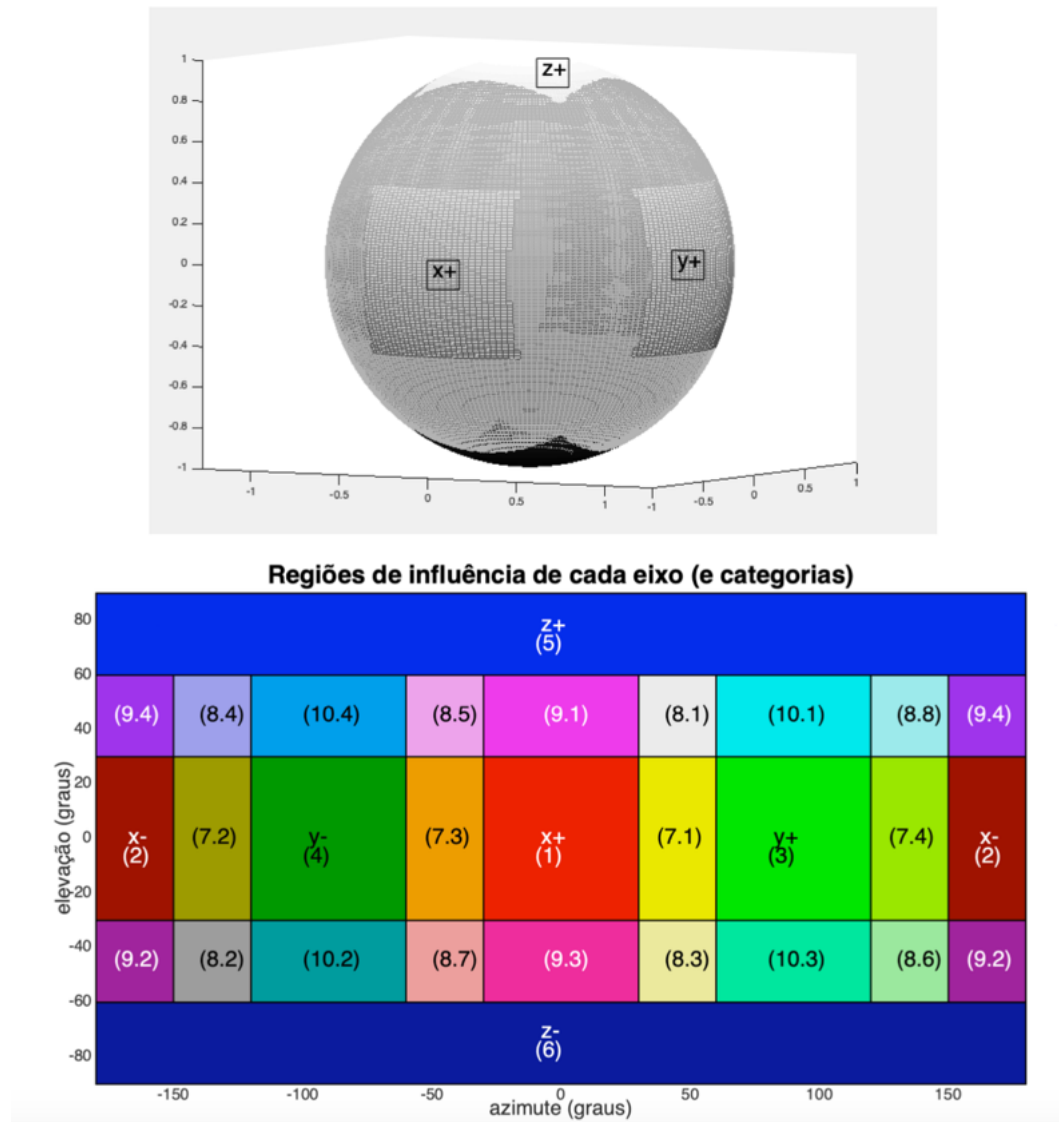 z+
1
0.8
0.6
0.4
0.2
0
-0.2
-0.4
-0.6
-0.8
-1
x+
y+
-1
-0.5
0
0.5
1
-1
-0.5
0
0.5
1
Regiões de influência de cada eixo (e categorias)
80
60
40
20
0
-20
-40
-60
-80
elevação (graus)
z+
(5)
(9.4) (8.4) (10.4) (8.5) (9.1) (8.1) (10.1) (8.8) (9.4)
x- (7.2) y- (7.3) x+ (7.1) y+ (7.4) x-
(2) (4) (1) (3) (2)
(9.2) (8.2) (10.2) (8.7) (9.3) (8.3) (10.3) (8.6) (9.2)
z-
(6)
-150 -100 -50 0 50 100 150
azimute (graus)